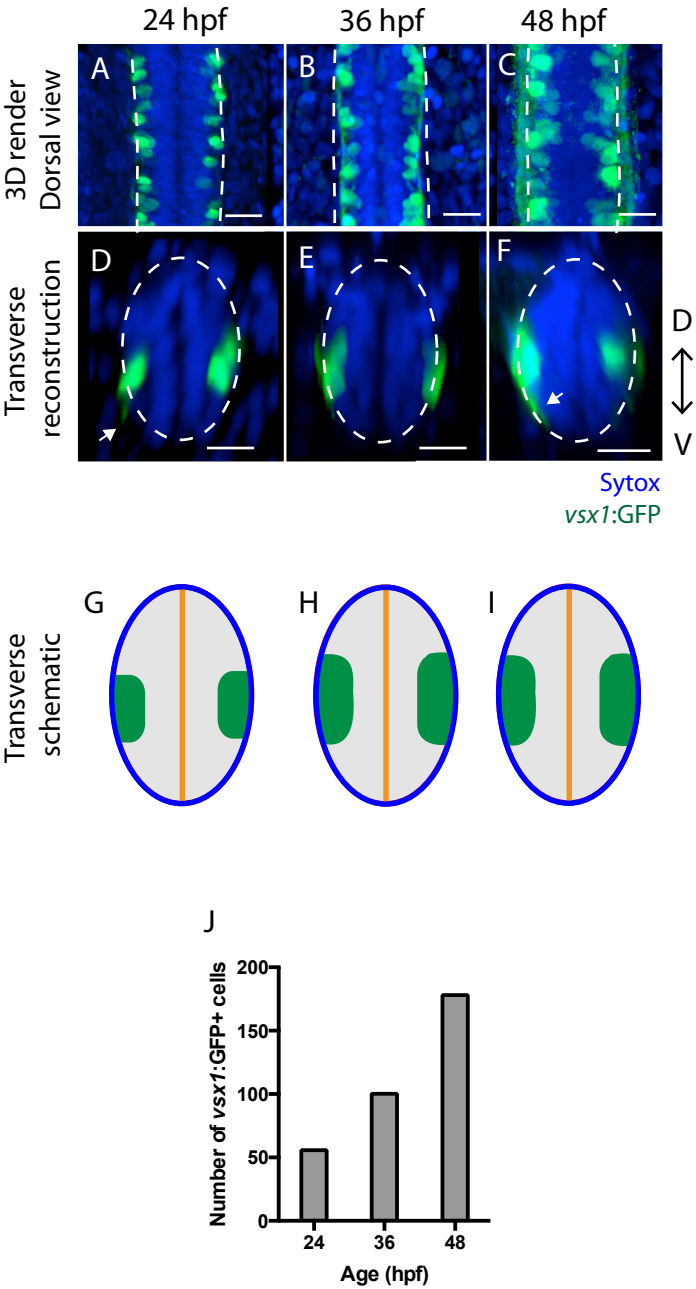 24 hpf
36 hpf
48 hpf
3D render
Dorsal view
A
B
C
Transverse
reconstruction
D
E
F
D
V
Sytox
vsx1:GFP
Transverse
schematic
G
H
I
J
Number of vsx1:GFP+ cells
200
150
100
50
0
24
36
48
Age (hpf)